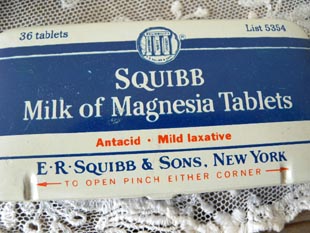 36 tablets List 5354
SQUIBB
Milk of Magnesia Tablets
Antacid · Mild laxative
E·R·SQUIBB & SONS, NEW YORK
← TO OPEN PINCH EITHER CORNER →